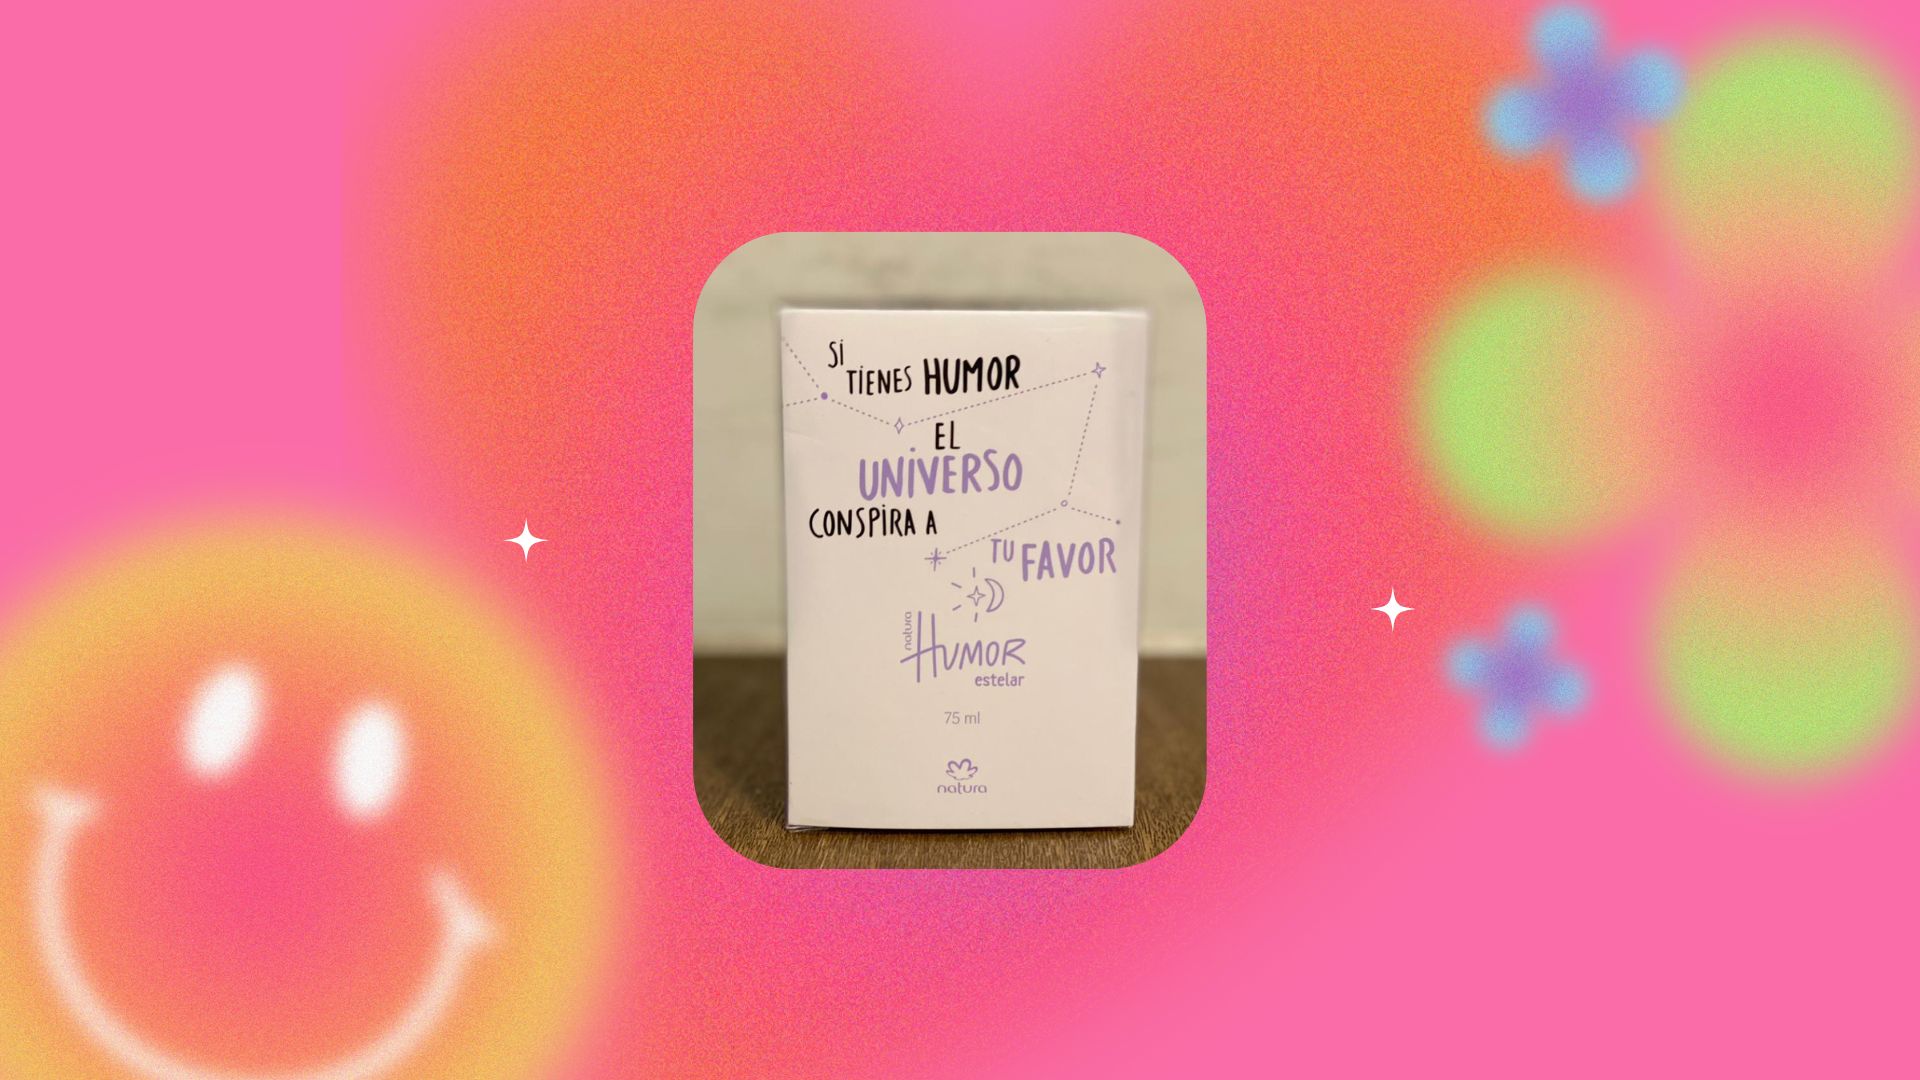 Si
TiENES HUMOR
EL
UNiVERSO
CONSPiRA A
TU FAVOR
natura
HUMOR
estelar
75 ml
natura